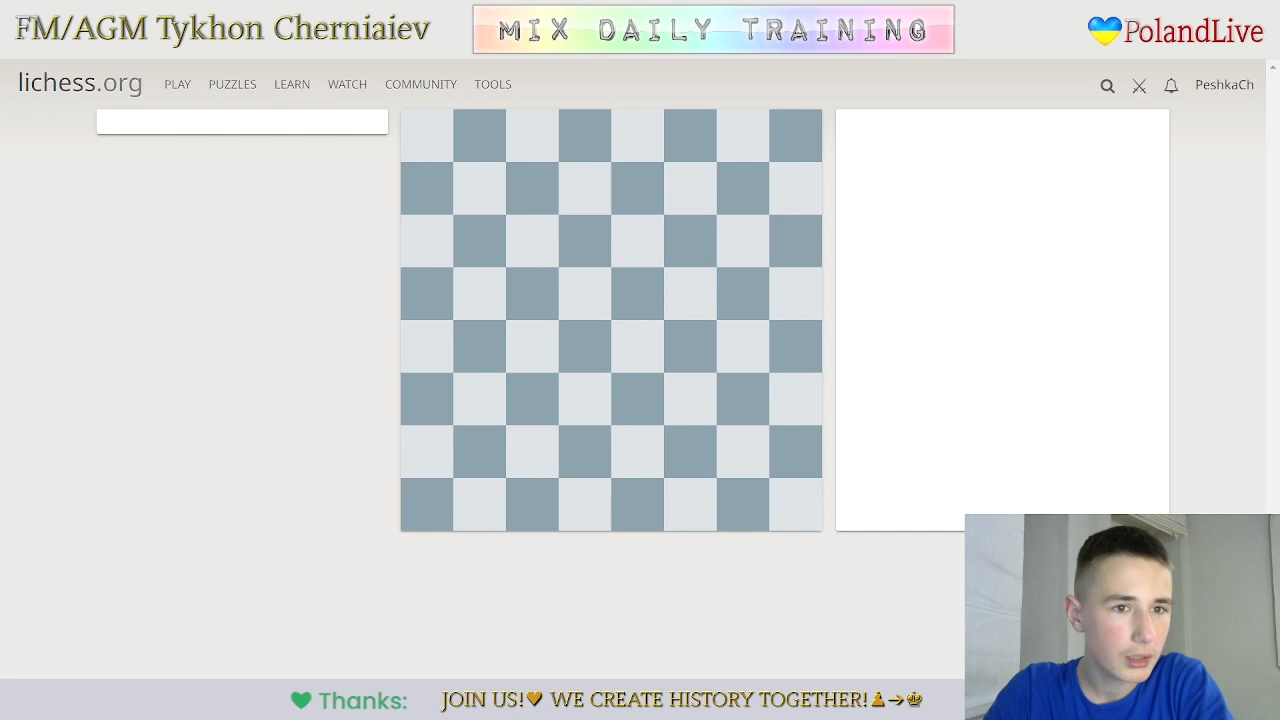 FM/AGM Tykhon Cherniaiev
MIX DAILY TRAINING
PolandLive
lichess.org
PLAY PUZZLES LEARN WATCH COMMUNITY TOOLS
PeshkaCh
Thanks: JOIN US!🧡 WE CREATE HISTORY TOGETHER!♟→♚